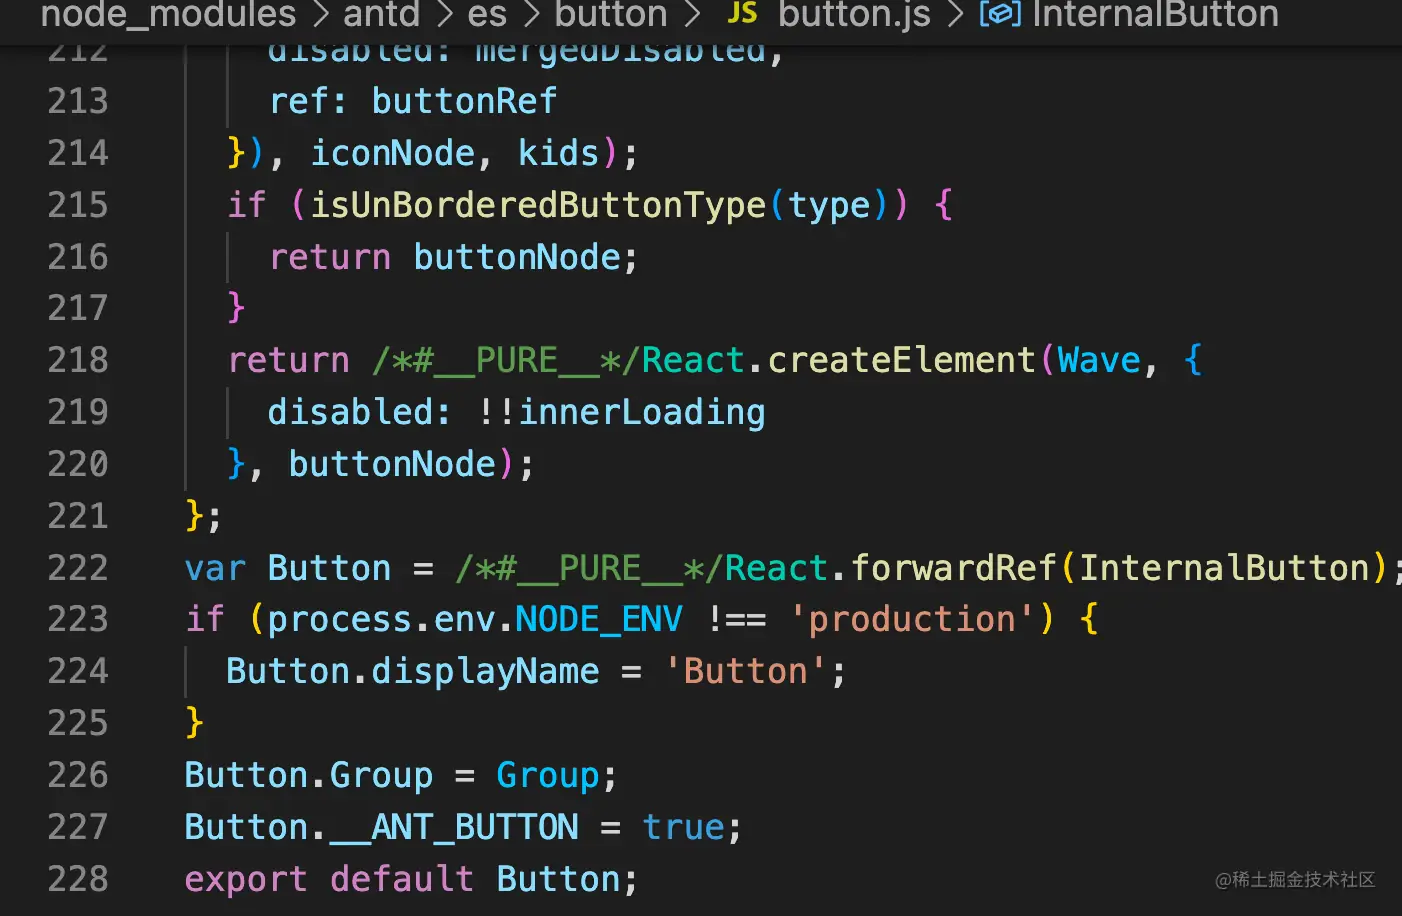 node_modules > antd > es > button > JS button.js > InternalButton
212 disabled: mergedDisabled,
213 ref: buttonRef
214 }), iconNode, kids);
215 if (isUnBorderedButtonType(type)) {
216 return buttonNode;
217 }
218 return /*#__PURE__*/React.createElement(Wave, {
219 disabled: !!innerLoading
220 }, buttonNode);
221 };
222 var Button = /*#__PURE__*/React.forwardRef(InternalButton);
223 if (process.env.NODE_ENV !== 'production') {
224 Button.displayName = 'Button';
225 }
226 Button.Group = Group;
227 Button.__ANT_BUTTON = true;
228 export default Button;
@稀土掘金技术社区